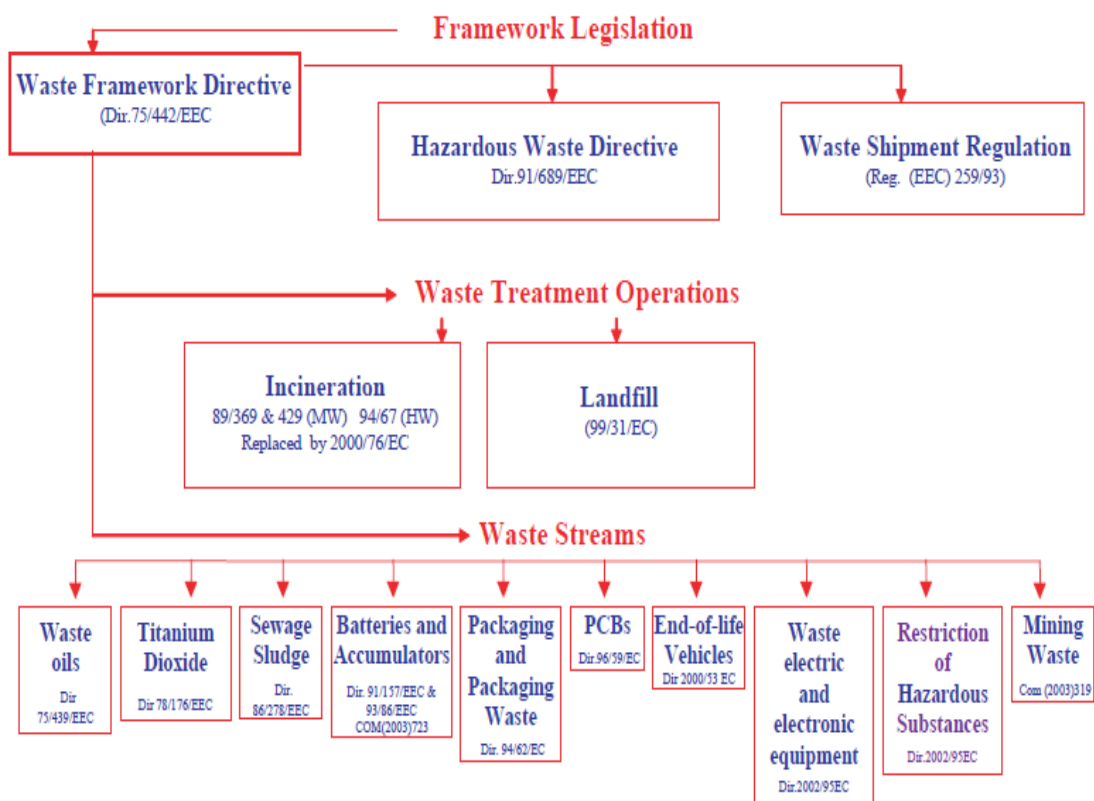 Framework Legislation
Waste Framework Directive
(Dir.75/442/EEC
Hazardous Waste Directive
Dir.91/689/EEC
Waste Shipment Regulation
(Reg. (EEC) 259/93)
Waste Treatment Operations
Incineration
89/369 & 429 (MW) 94/67 (HW)
Replaced by 2000/76/EC
Landfill
(99/31/EC)
Waste Streams
Waste
oils
Dir
75/439/EEC
Titanium
Dioxide
Dir 78/176/EEC
Sewage
Sludge
Dir.
86/278/EEC
Batteries and
Accumulators
Dir. 91/157/EEC &
93/86/EEC
COM(2003)723
Packaging
and
Packaging
Waste
Dir. 94/62/EC
PCBs
Dir.96/59/EC
End-of-life
Vehicles
Dir 2000/53 EC
Waste
electric
and
electronic
equipment
Dir.2002/95EC
Restriction
of
Hazardous
Substances
Dir.2002/95EC
Mining
Waste
Com (2003)319